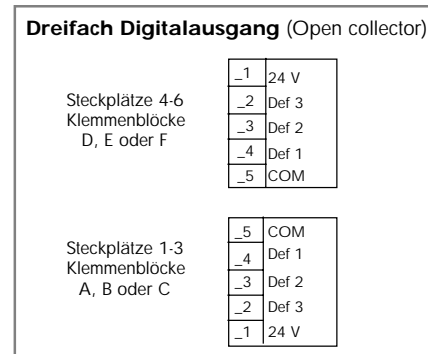 Dreifach Digitalausgang (Open collector)
Steckplätze 4-6
Klemmenblöcke
D, E oder F
_1 24 V
_2 Def 3
_3 Def 2
_4 Def 1
_5 COM
Steckplätze 1-3
Klemmenblöcke
A, B oder C
_5 COM
_4 Def 1
_3 Def 2
_2 Def 3
_1 24 V